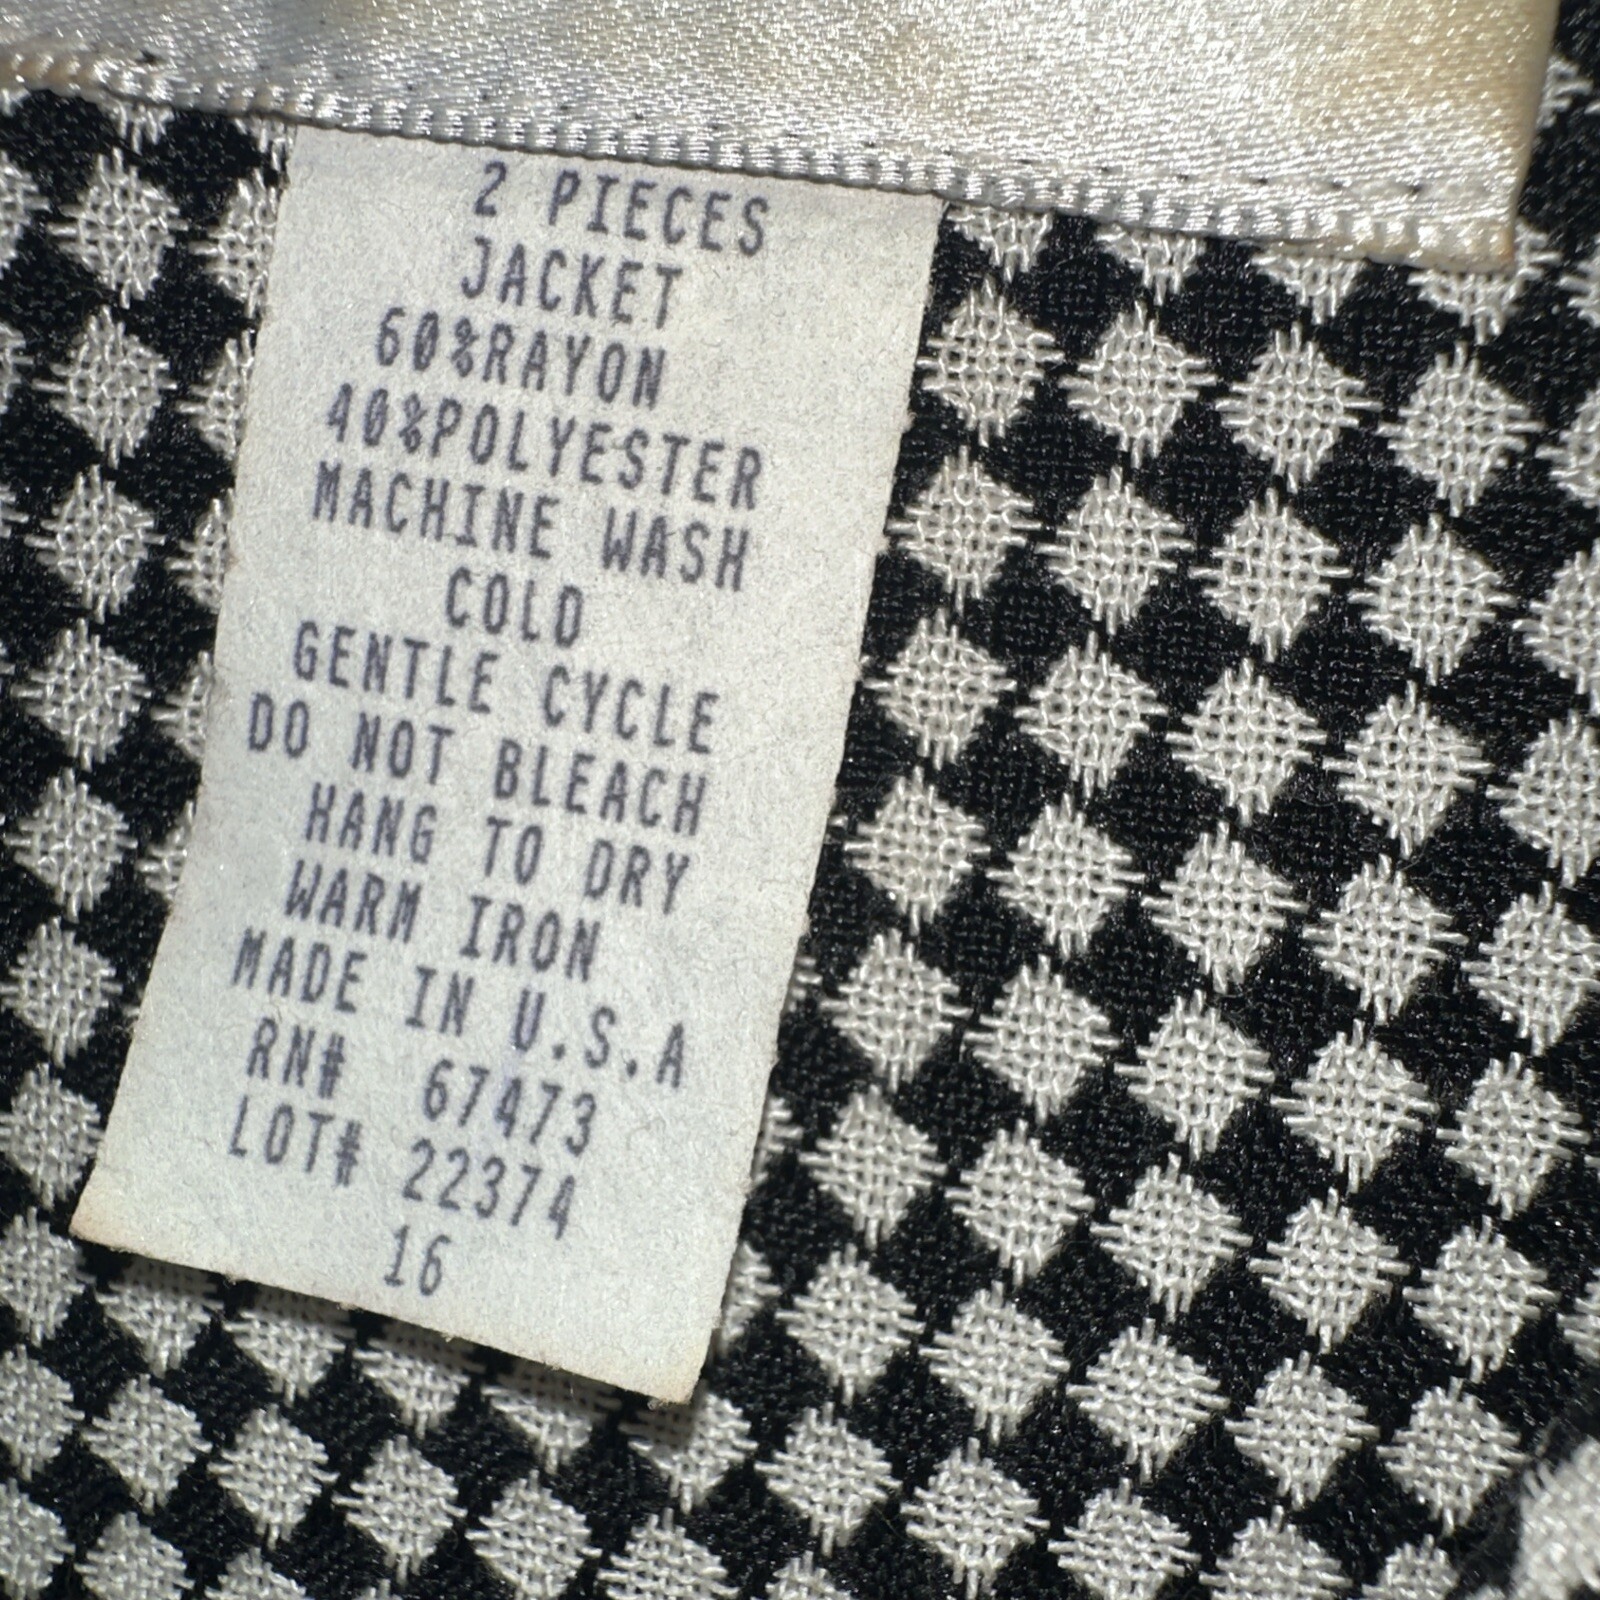 2 PIECES
JACKET
60%RAYON
40%POLYESTER
MACHINE WASH
COLD
GENTLE CYCLE
DO NOT BLEACH
HANG TO DRY
WARM IRON
MADE IN U.S.A
RN# 67473
LOT# 22374
16